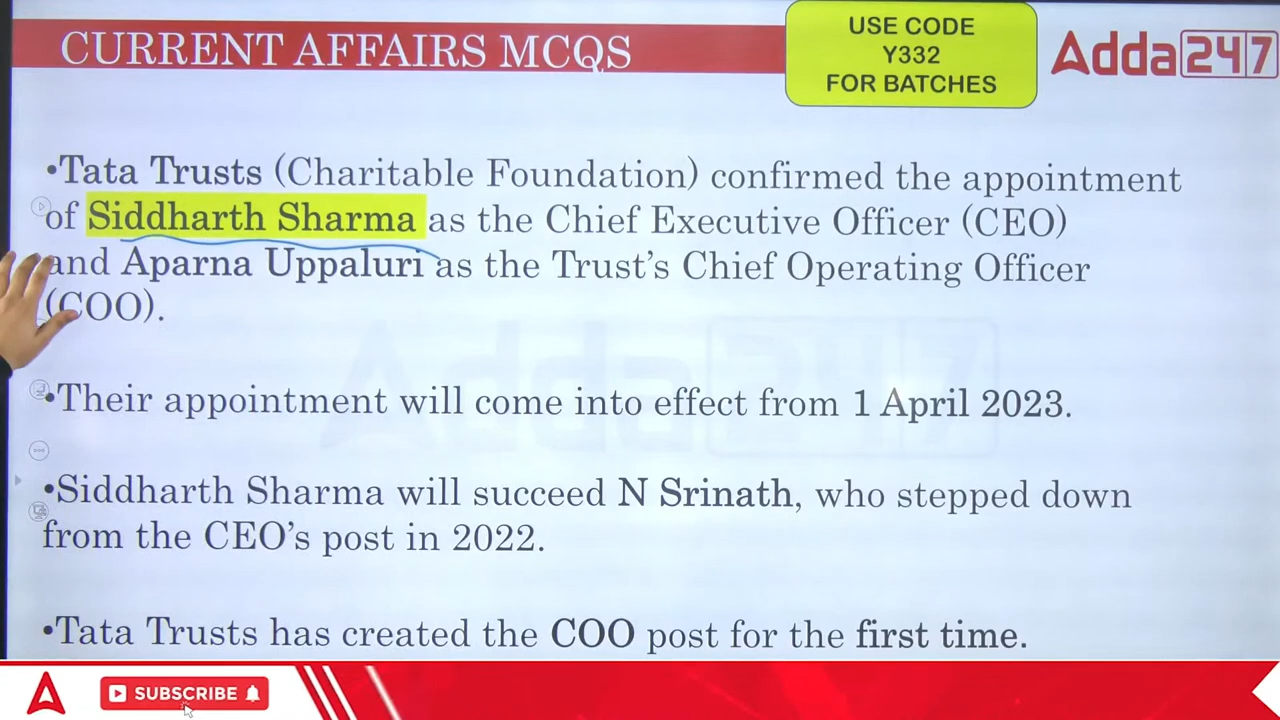 CURRENT AFFAIRS MCQS
USE CODE
Y332
FOR BATCHES
Adda247
•Tata Trusts (Charitable Foundation) confirmed the appointment
of Siddharth Sharma as the Chief Executive Officer (CEO)
and Aparna Uppaluri as the Trust’s Chief Operating Officer
(COO).
Adda247
•Their appointment will come into effect from 1 April 2023.
•Siddharth Sharma will succeed N Srinath, who stepped down
from the CEO’s post in 2022.
•Tata Trusts has created the COO post for the first time.
SUBSCRIBE